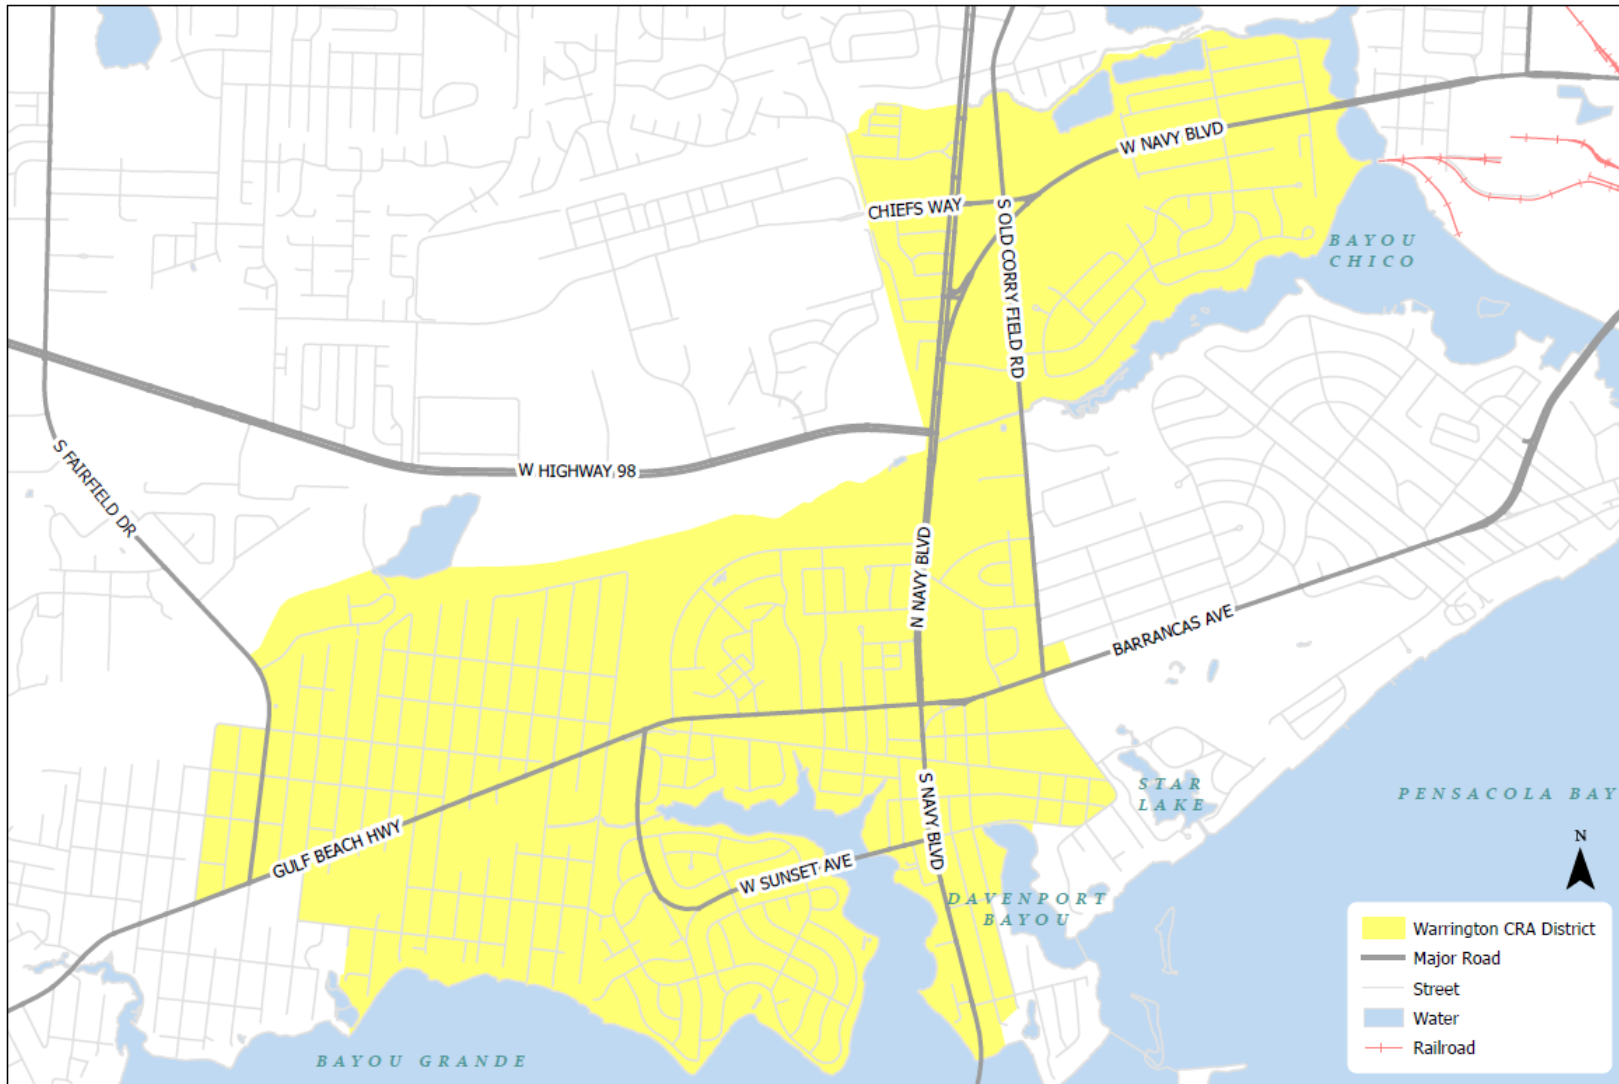 W NAVY BLVD
CHIEFS WAY
S OLD CORRY FIELD RD
BAYOU
CHICO
S FAIRFIELD DR
W HIGHWAY 98
N NAVY BLVD
BARRANCAS AVE
STAR
LAKE
PENSACOLA BAY
S NAVY BLVD
GULF BEACH HWY
W SUNSET AVE
DAVENPORT
BAYOU
BAYOU GRANDE
N
Warrington CRA District
Major Road
Street
Water
Railroad